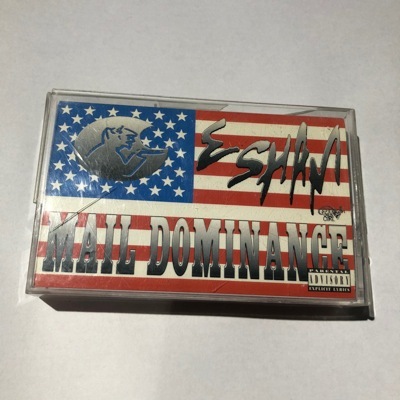 ESHAM
MAIL DOMINANCE
PARENTAL
ADVISORY
EXPLICIT LYRICS